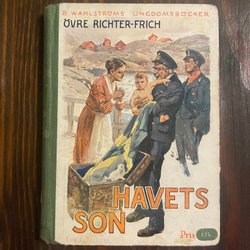 B. WAHLSTRÖMS UNGDOMSBÖCKER
ÖVRE RICHTER-FRICH
HAVETS
SON
Pris